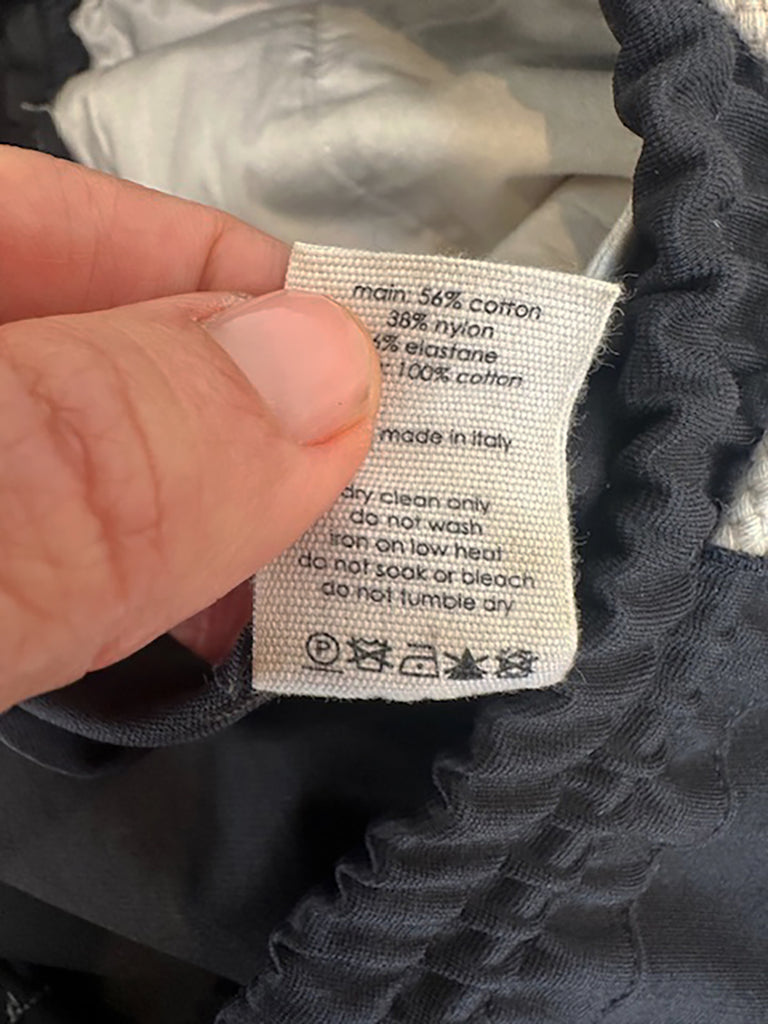 main: 56% cotton
38% nylon
6% elastane
: 100% cotton
made in italy
dry clean only
do not wash
iron on low heat
do not soak or bleach
do not tumble dry
P